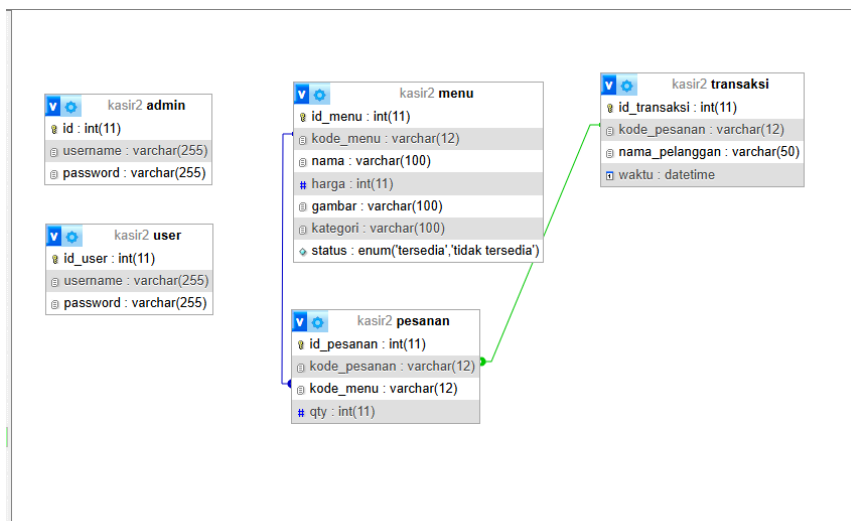 kasir2 admin
id : int(11)
username : varchar(255)
password : varchar(255)
kasir2 user
id_user : int(11)
username : varchar(255)
password : varchar(255)
kasir2 menu
id_menu : int(11)
kode_menu : varchar(12)
nama : varchar(100)
# harga : int(11)
gambar : varchar(100)
kategori : varchar(100)
status : enum('tersedia','tidak tersedia')
kasir2 pesanan
id_pesanan : int(11)
kode_pesanan : varchar(12)
kode_menu : varchar(12)
# qty : int(11)
kasir2 transaksi
id_transaksi : int(11)
kode_pesanan : varchar(12)
nama_pelanggan : varchar(50)
waktu : datetime